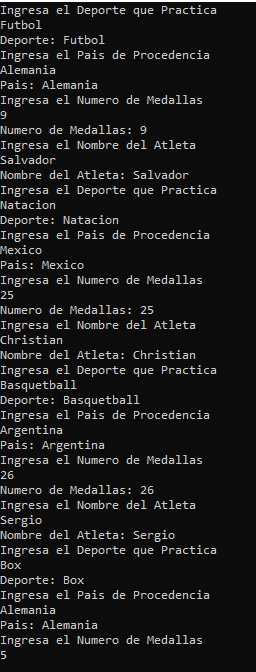 Ingresa el Deporte que Practica
Futbol
Deporte: Futbol
Ingresa el Pais de Procedencia
Alemania
Pais: Alemania
Ingresa el Numero de Medallas
9
Numero de Medallas: 9
Ingresa el Nombre del Atleta
Salvador
Nombre del Atleta: Salvador
Ingresa el Deporte que Practica
Natacion
Deporte: Natacion
Ingresa el Pais de Procedencia
Mexico
Pais: Mexico
Ingresa el Numero de Medallas
25
Numero de Medallas: 25
Ingresa el Nombre del Atleta
Christian
Nombre del Atleta: Christian
Ingresa el Deporte que Practica
Basquetball
Deporte: Basquetball
Ingresa el Pais de Procedencia
Argentina
Pais: Argentina
Ingresa el Numero de Medallas
26
Numero de Medallas: 26
Ingresa el Nombre del Atleta
Sergio
Nombre del Atleta: Sergio
Ingresa el Deporte que Practica
Box
Deporte: Box
Ingresa el Pais de Procedencia
Alemania
Pais: Alemania
Ingresa el Numero de Medallas
5